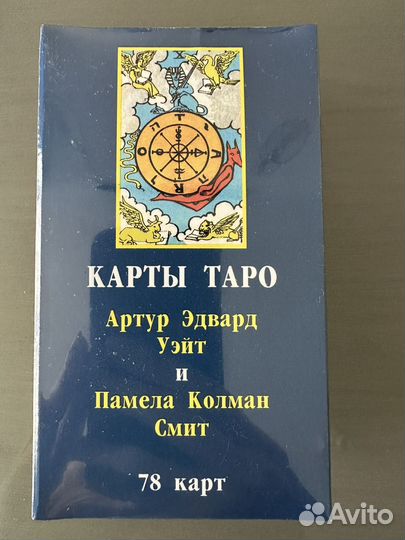 X
T
A
R
O
КАРТЫ ТАРО
Артур Эдвард
Уэйт
и
Памела Колман
Смит
78 карт
Avito